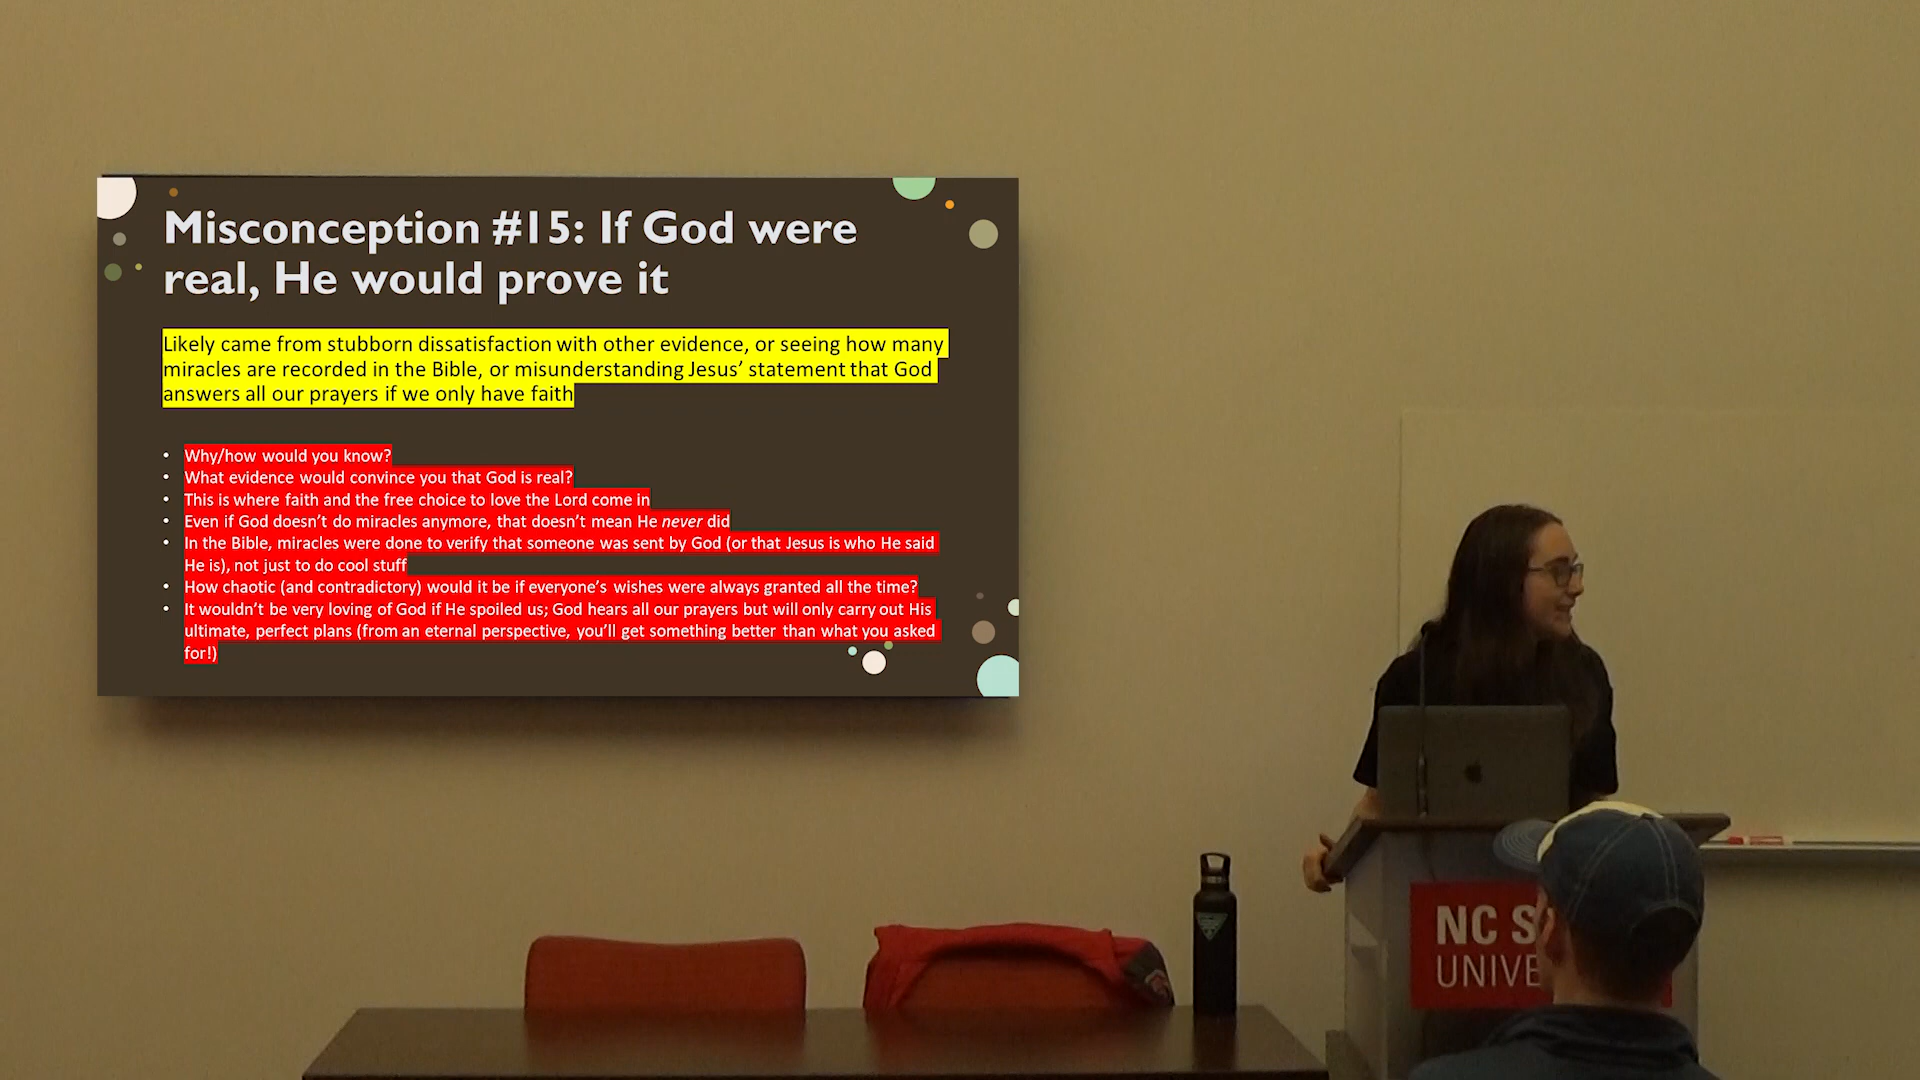 Misconception #15: If God were
real, He would prove it
Likely came from stubborn dissatisfaction with other evidence, or seeing how many
miracles are recorded in the Bible, or misunderstanding Jesus’ statement that God
answers all our prayers if we only have faith
• Why/how would you know?
• What evidence would convince you that God is real?
• This is where faith and the free choice to love the Lord come in
• Even if God doesn’t do miracles anymore, that doesn’t mean He never did
• In the Bible, miracles were done to verify that someone was sent by God (or that Jesus is who He said
He is), not just to do cool stuff
• How chaotic (and contradictory) would it be if everyone’s wishes were always granted all the time?
• It wouldn’t be very loving of God if He spoiled us; God hears all our prayers but will only carry out His
ultimate, perfect plans (from an eternal perspective, you’ll get something better than what you asked
for!)
NC S
UNIVE